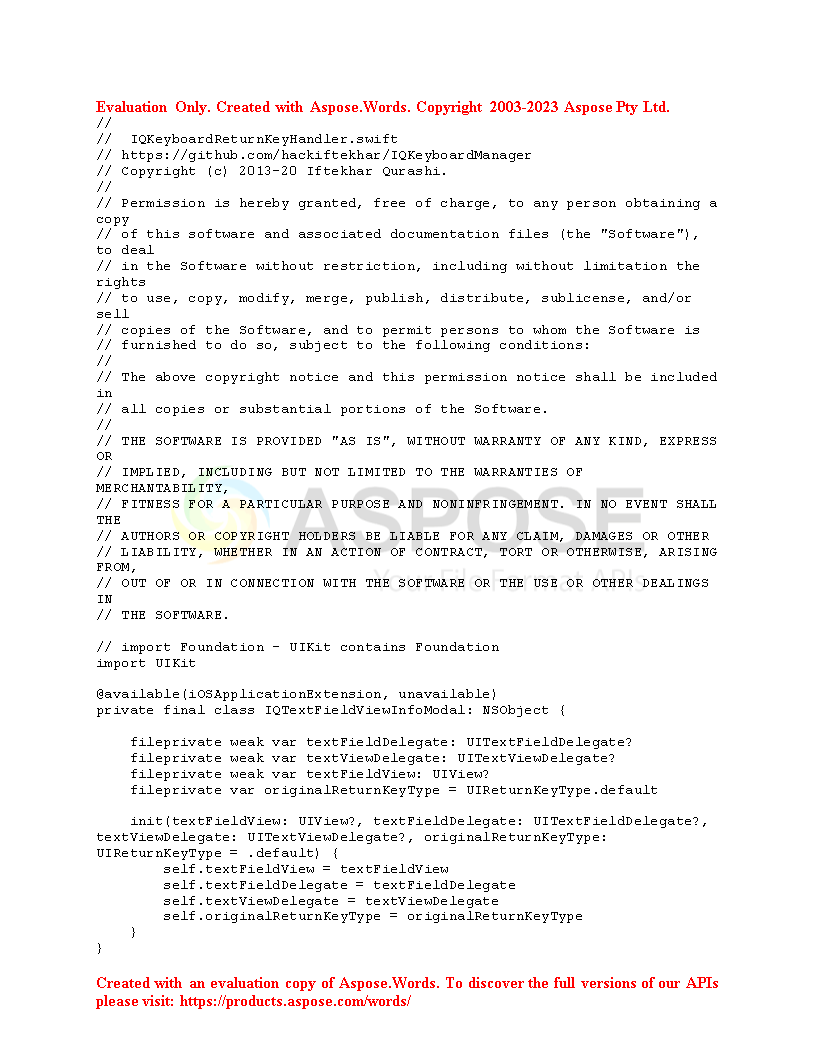 Evaluation Only. Created with Aspose.Words. Copyright 2003-2023 Aspose Pty Ltd.
//
//  IQKeyboardReturnKeyHandler.swift
// https://github.com/hackiftekhar/IQKeyboardManager
// Copyright (c) 2013-20 Iftekhar Qurashi.
//
// Permission is hereby granted, free of charge, to any person obtaining a
copy
// of this software and associated documentation files (the "Software"),
to deal
// in the Software without restriction, including without limitation the
rights
// to use, copy, modify, merge, publish, distribute, sublicense, and/or
sell
// copies of the Software, and to permit persons to whom the Software is
// furnished to do so, subject to the following conditions:
//
// The above copyright notice and this permission notice shall be included
in
// all copies or substantial portions of the Software.
//
// THE SOFTWARE IS PROVIDED "AS IS", WITHOUT WARRANTY OF ANY KIND, EXPRESS
OR
// IMPLIED, INCLUDING BUT NOT LIMITED TO THE WARRANTIES OF
MERCHANTABILITY,
// FITNESS FOR A PARTICULAR PURPOSE AND NONINFRINGEMENT. IN NO EVENT SHALL
THE
// AUTHORS OR COPYRIGHT HOLDERS BE LIABLE FOR ANY CLAIM, DAMAGES OR OTHER
// LIABILITY, WHETHER IN AN ACTION OF CONTRACT, TORT OR OTHERWISE, ARISING
FROM,
// OUT OF OR IN CONNECTION WITH THE SOFTWARE OR THE USE OR OTHER DEALINGS
IN
// THE SOFTWARE.
ASPOSE
Your File Format APIs
// import Foundation - UIKit contains Foundation
import UIKit
@available(iOSApplicationExtension, unavailable)
private final class IQTextFieldViewInfoModal: NSObject {
    fileprivate weak var textFieldDelegate: UITextFieldDelegate?
    fileprivate weak var textViewDelegate: UITextViewDelegate?
    fileprivate weak var textFieldView: UIView?
    fileprivate var originalReturnKeyType = UIReturnKeyType.default
    init(textFieldView: UIView?, textFieldDelegate: UITextFieldDelegate?,
textViewDelegate: UITextViewDelegate?, originalReturnKeyType:
UIReturnKeyType = .default) {
        self.textFieldView = textFieldView
        self.textFieldDelegate = textFieldDelegate
        self.textViewDelegate = textViewDelegate
        self.originalReturnKeyType = originalReturnKeyType
    }
}
Created with an evaluation copy of Aspose.Words. To discover the full versions of our APIs
please visit: https://products.aspose.com/words/